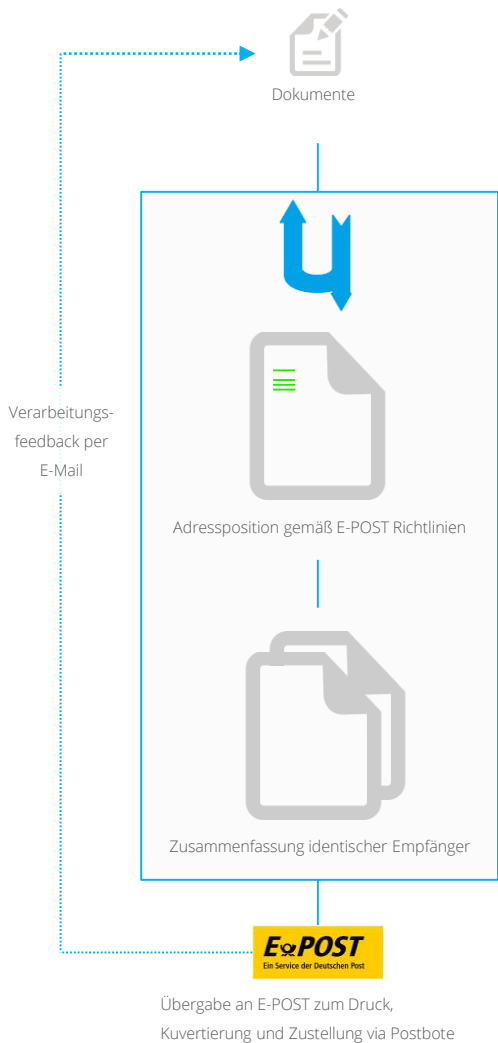 Dokumente
Verarbeitungs-
feedback per
E-Mail
Adressposition gemäß E-POST Richtlinien
Zusammenfassung identischer Empfänger
E POST
Ein Service der Deutschen Post
Übergabe an E-POST zum Druck,
Kuvertierung und Zustellung via Postbote